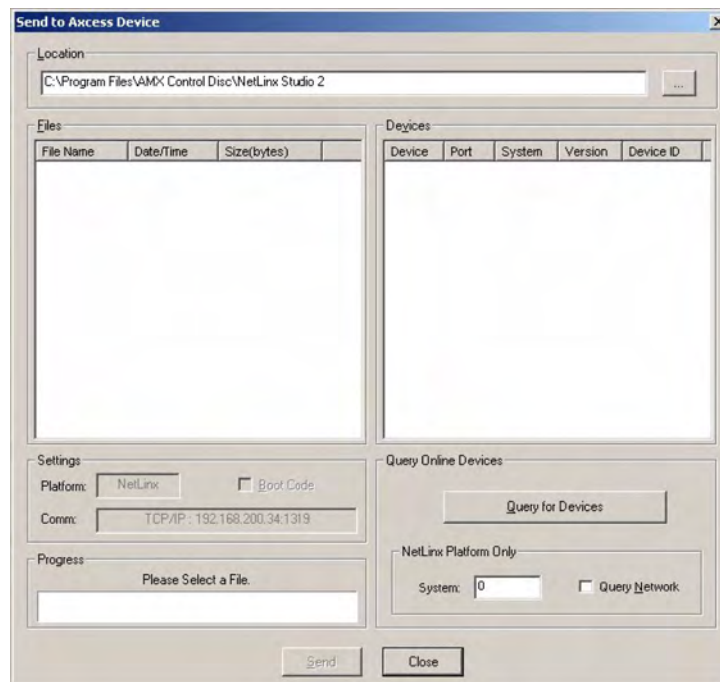 Send to Axcess Device
Location
C:\Program Files\AMX Control Disc\NetLinx Studio 2
...
Files
File Name Date/Time Size(bytes)
Devices
Device Port System Version Device ID
Settings
Platform: NetLinx Boot Code
Comm: TCP/IP : 192.168.200.34:1319
Progress
Please Select a File.
Query Online Devices
Query for Devices
NetLinx Platform Only
System: 0 Query Network
Send Close